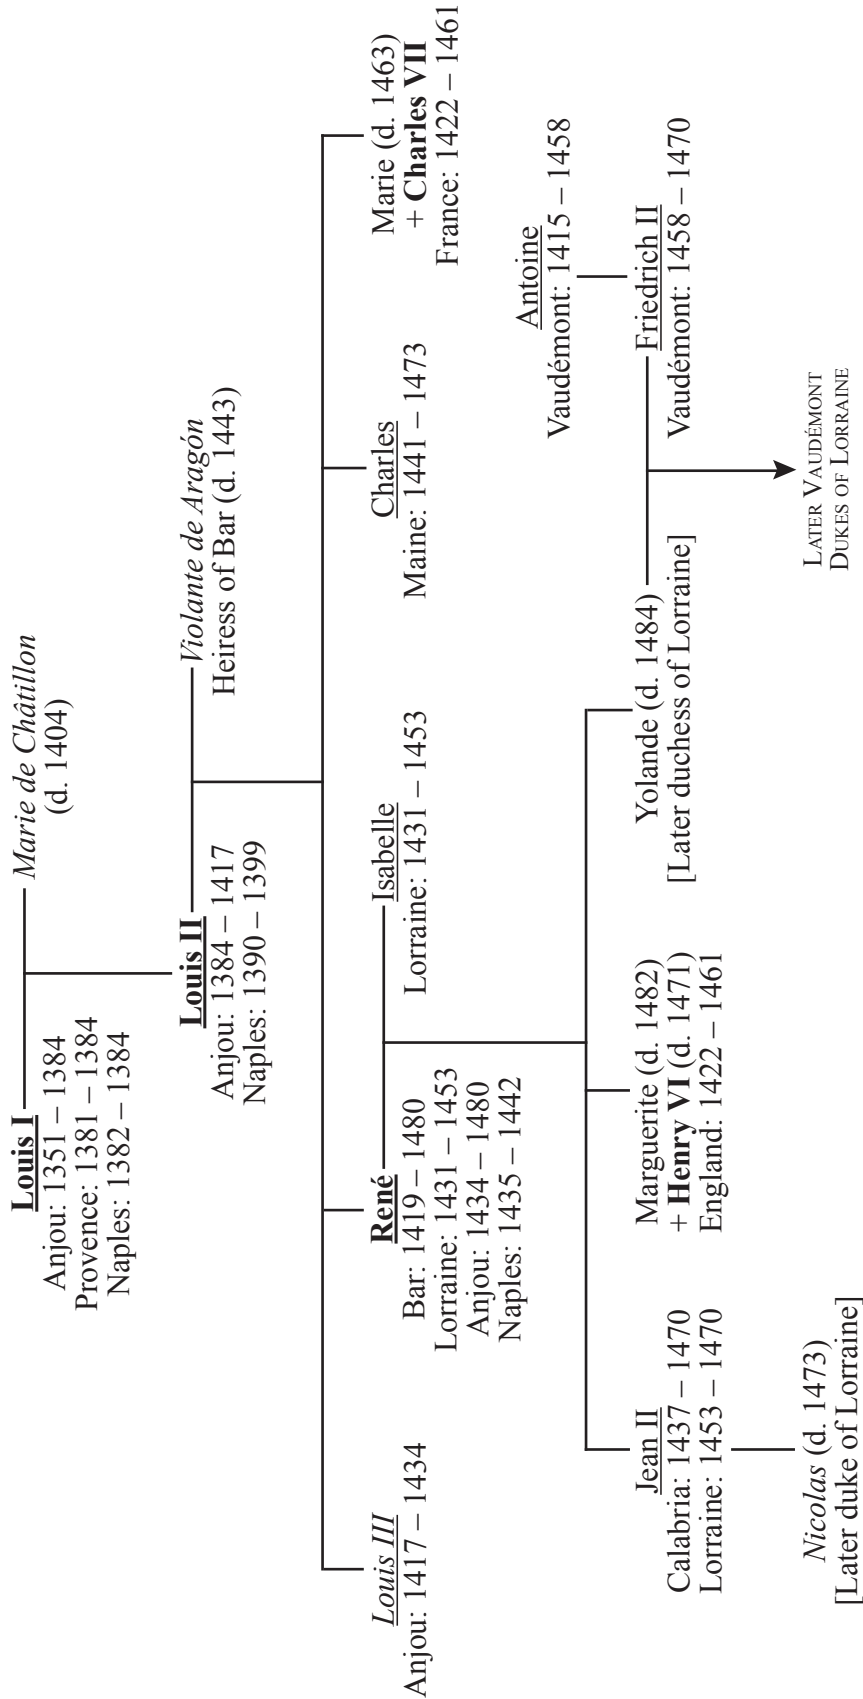 Louis I
Anjou: 1351 – 1384
Provence: 1381 – 1384
Naples: 1382 – 1384
Marie de Châtillon
(d. 1404)
Louis II
Anjou: 1384 – 1417
Naples: 1390 – 1399
Violante de Aragón
Heiress of Bar (d. 1443)
Louis III
Anjou: 1417 – 1434
René
Bar: 1419 – 1480
Lorraine: 1431 – 1453
Anjou: 1434 – 1480
Naples: 1435 – 1442
Isabelle
Lorraine: 1431 – 1453
Charles
Maine: 1441 – 1473
Marie (d. 1463)
+ Charles VII
France: 1422 – 1461
Jean II
Calabria: 1437 – 1470
Lorraine: 1453 – 1470
Marguerite (d. 1482)
+ Henry VI (d. 1471)
England: 1422 – 1461
Yolande (d. 1484)
[Later duchess of Lorraine]
Antoine
Vaudémont: 1415 – 1458
Friedrich II
Vaudémont: 1458 – 1470
Nicolas (d. 1473)
[Later duke of Lorraine]
LATER VAUDÉMONT
DUKES OF LORRAINE